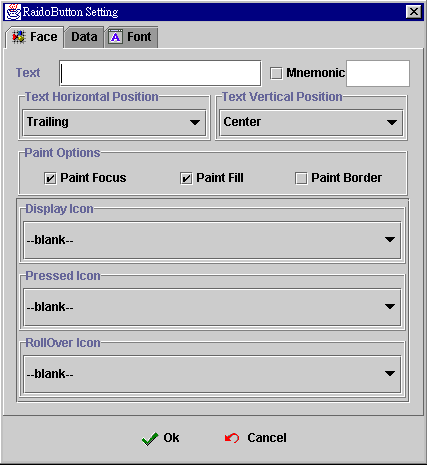 RaidoButton Setting
Face Data A Font
Text Mnemonic
Text Horizontal Position Text Vertical Position
Trailing Center
Paint Options
Paint Focus Paint Fill Paint Border
Display Icon
--blank--
Pressed Icon
--blank--
RollOver Icon
--blank--
Ok Cancel